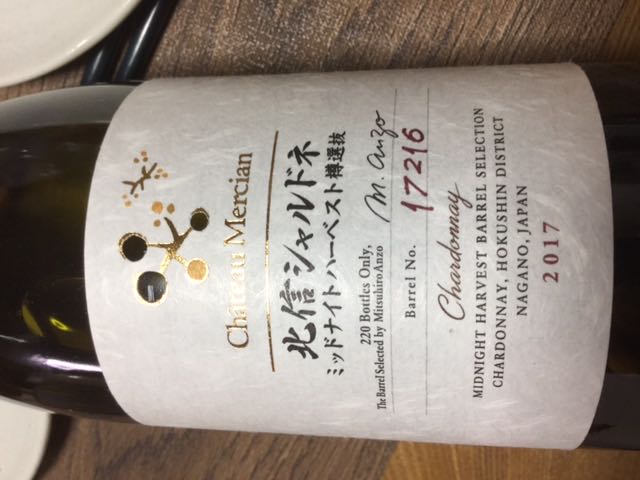 Château Mercian
北信シャルドネ
ミッドナイトハーベスト樽選抜
220 Bottles Only,
The Barrel Selected by Mitsuhiro Anzo
M. Anzo
Barrel No. 17216
Chardonnay
MIDNIGHT HARVEST BARREL SELECTION
CHARDONNAY, HOKUSHIN DISTRICT
NAGANO, JAPAN
2017